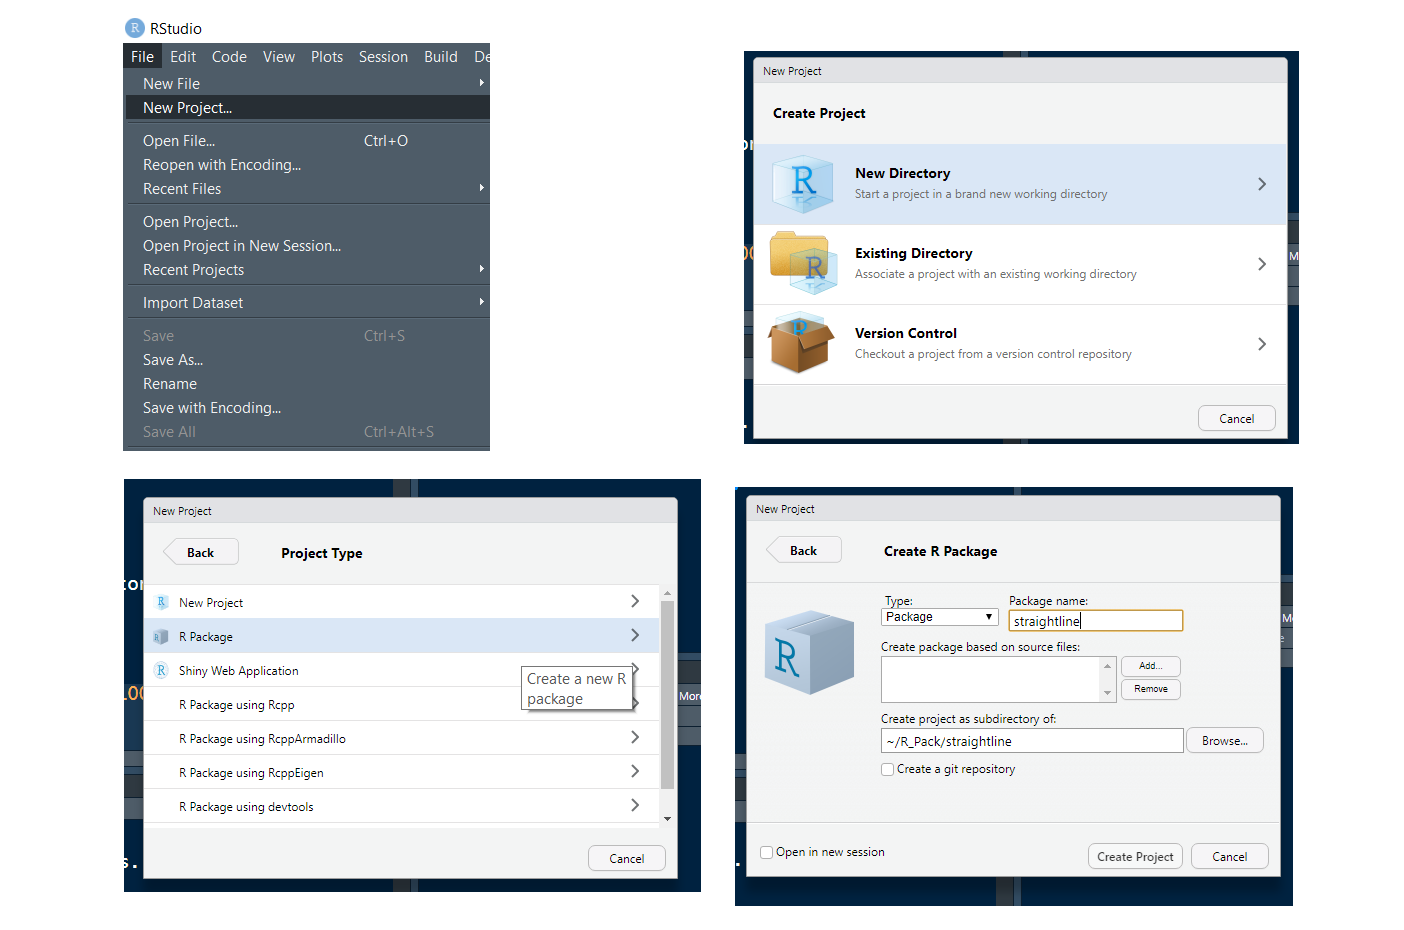 RStudio
File Edit Code View Plots Session Build De
New File
New Project...
Open File... Ctrl+O
Reopen with Encoding...
Recent Files
Open Project...
Open Project in New Session...
Recent Projects
Import Dataset
Save Ctrl+S
Save As...
Rename
Save with Encoding...
Save All Ctrl+Alt+S
New Project
Create Project
New Directory
Start a project in a brand new working directory
Existing Directory
Associate a project with an existing working directory
Version Control
Checkout a project from a version control repository
Cancel
New Project
Back Project Type
New Project
R Package
Shiny Web Application
Create a new R
package
R Package using Rcpp
R Package using RcppArmadillo
R Package using RcppEigen
R Package using devtools
Cancel
More
New Project
Back Create R Package
Type: Package name:
Package straightline
Create package based on source files:
Add...
Remove
Create project as subdirectory of:
~/R_Pack/straightline Browse...
Create a git repository
Open in new session Create Project Cancel